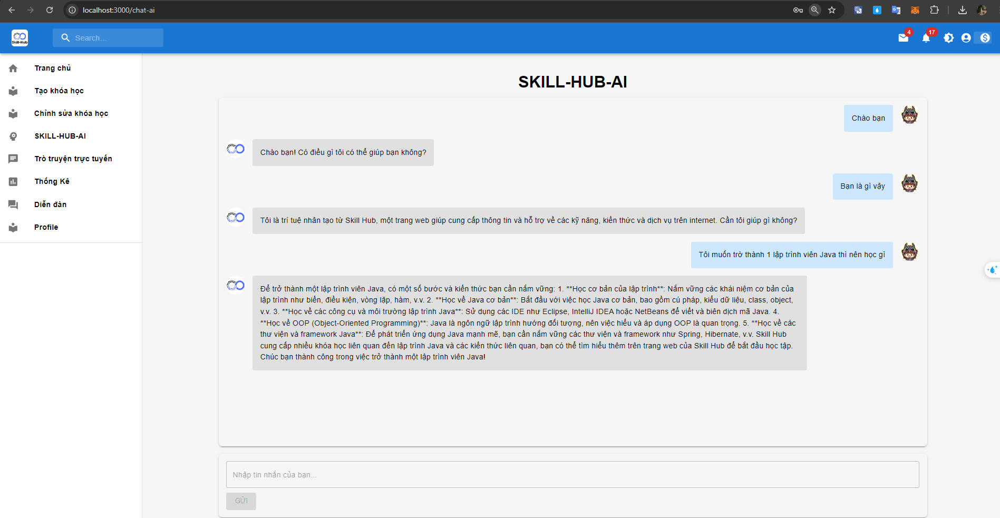 localhost:3000/chat-ai
Skill-Hub
Search...
4
17
Trang chủ
Tạo khóa học
Chỉnh sửa khóa học
SKILL-HUB-AI
Trò truyện trực tuyến
Thống Kê
Diễn đàn
Profile
SKILL-HUB-AI
Chào bạn
Chào bạn! Có điều gì tôi có thể giúp bạn không?
Bạn là gì vậy
Tôi là trí tuệ nhân tạo từ Skill Hub, một trang web giúp cung cấp thông tin và hỗ trợ về các kỹ năng, kiến thức và dịch vụ trên internet. Cần tôi giúp gì không?
Tôi muốn trở thành 1 lập trình viên Java thì nên học gì
Để trở thành một lập trình viên Java, có một số bước và kiến thức bạn cần nắm vững: 1. **Học cơ bản của lập trình**: Nắm vững các khái niệm cơ bản của
lập trình như biến, điều kiện, vòng lặp, hàm, v.v. 2. **Học về Java cơ bản**: Bắt đầu với việc học Java cơ bản, bao gồm cú pháp, kiểu dữ liệu, class, object,
v.v. 3. **Học về các công cụ và môi trường lập trình Java**: Sử dụng các IDE như Eclipse, IntelliJ IDEA hoặc NetBeans để viết và biên dịch mã Java. 4.
**Học về OOP (Object-Oriented Programming)**: Java là ngôn ngữ lập trình hướng đối tượng, nên việc hiểu và áp dụng OOP là quan trọng. 5. **Học về các
thư viện và framework Java**: Để phát triển ứng dụng Java mạnh mẽ, bạn cần nắm vững các thư viện và framework như Spring, Hibernate, v.v. Skill Hub
cung cấp nhiều khóa học liên quan đến lập trình Java và các kiến thức liên quan, bạn có thể tìm hiểu thêm trên trang web của Skill Hub để bắt đầu học tập.
Chúc bạn thành công trong việc trở thành một lập trình viên Java!
Nhập tin nhắn của bạn...
GỬI